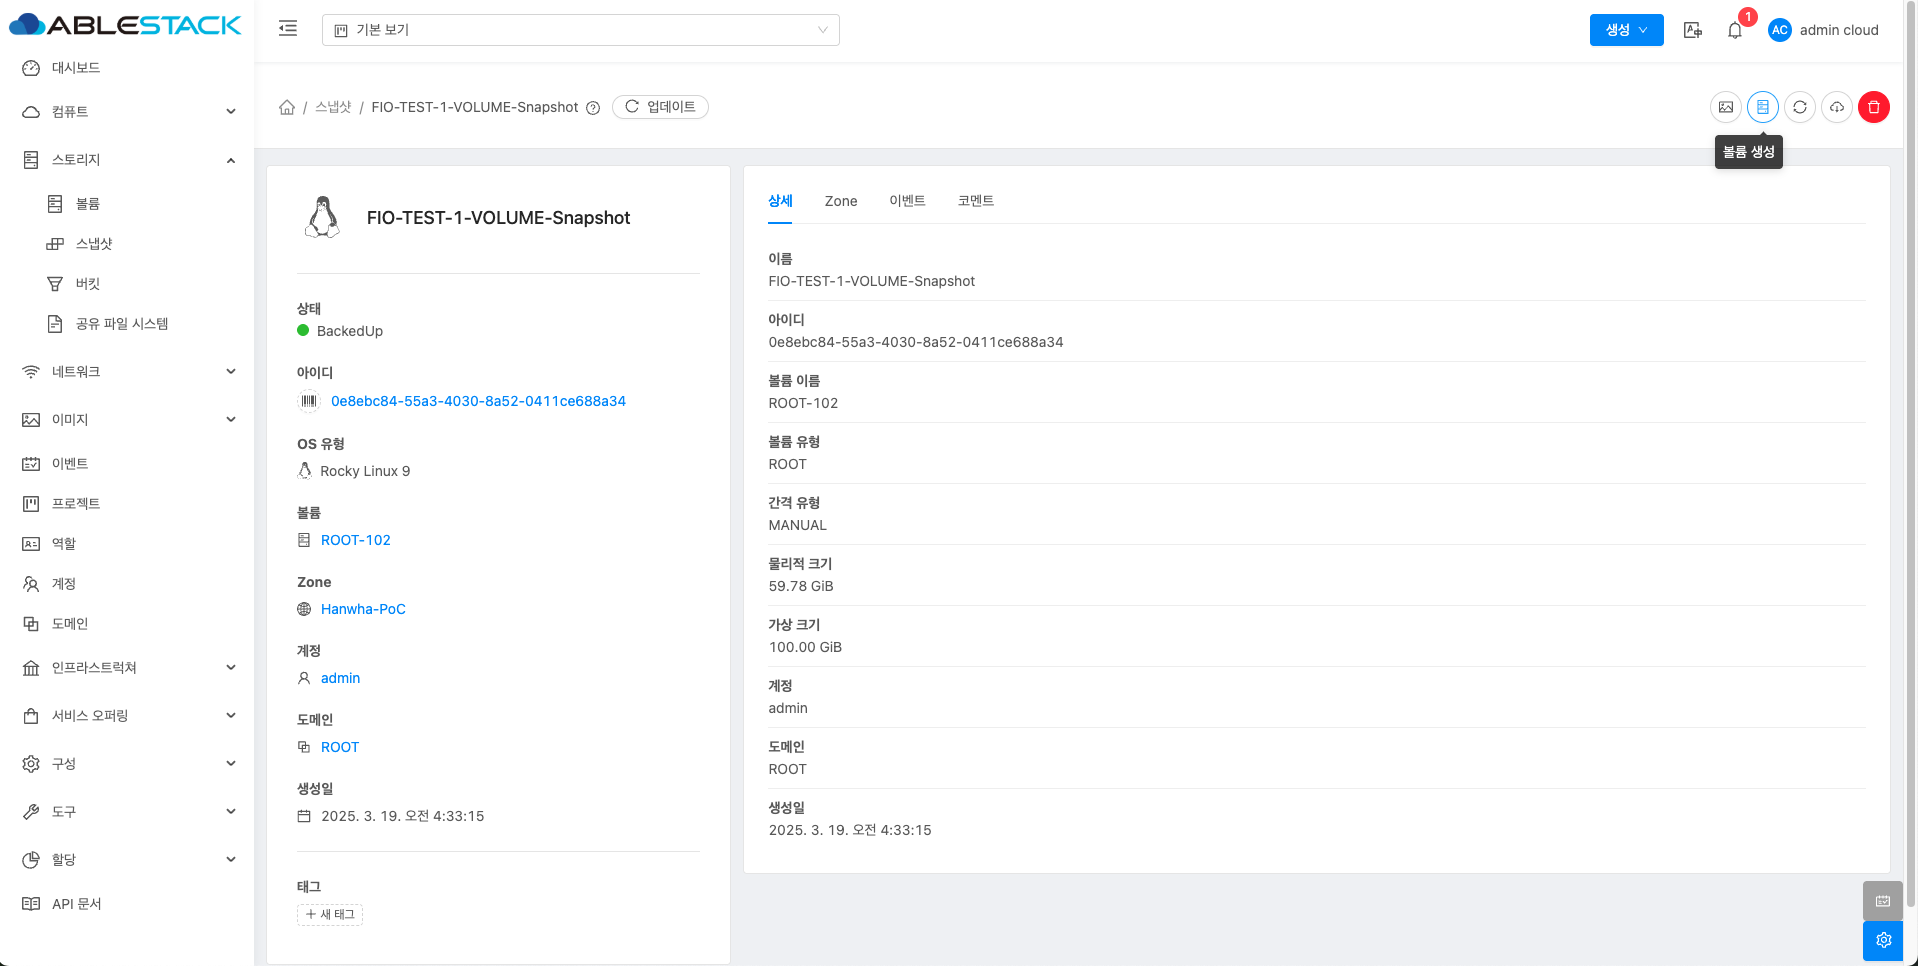 ABLESTACK
기본 보기
생성
1
AC
admin cloud
대시보드
컴퓨트
스토리지
볼륨
스냅샷
버킷
공유 파일 시스템
네트워크
이미지
이벤트
프로젝트
역할
계정
도메인
인프라스트럭쳐
서비스 오퍼링
구성
도구
할당
API 문서
/ 스냅샷 / FIO-TEST-1-VOLUME-Snapshot
업데이트
볼륨 생성
FIO-TEST-1-VOLUME-Snapshot
상태
BackedUp
아이디
0e8ebc84-55a3-4030-8a52-0411ce688a34
OS 유형
Rocky Linux 9
볼륨
ROOT-102
Zone
Hanwha-PoC
계정
admin
도메인
ROOT
생성일
2025. 3. 19. 오전 4:33:15
태그
+ 새 태그
상세 Zone 이벤트 코멘트
이름
FIO-TEST-1-VOLUME-Snapshot
아이디
0e8ebc84-55a3-4030-8a52-0411ce688a34
볼륨 이름
ROOT-102
볼륨 유형
ROOT
간격 유형
MANUAL
물리적 크기
59.78 GiB
가상 크기
100.00 GiB
계정
admin
도메인
ROOT
생성일
2025. 3. 19. 오전 4:33:15